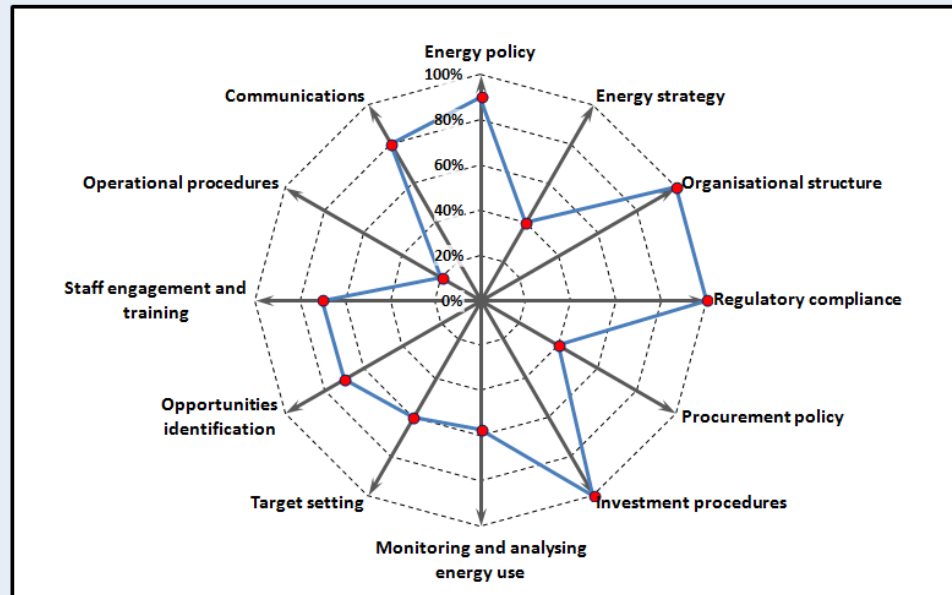 Energy policy
100%
Communications
Energy strategy
80%
Operational procedures
60%
Organisational structure
40%
20%
Staff engagement and
training
0%
Regulatory compliance
Opportunities
identification
Procurement policy
Target setting
Investment procedures
Monitoring and analysing
energy use